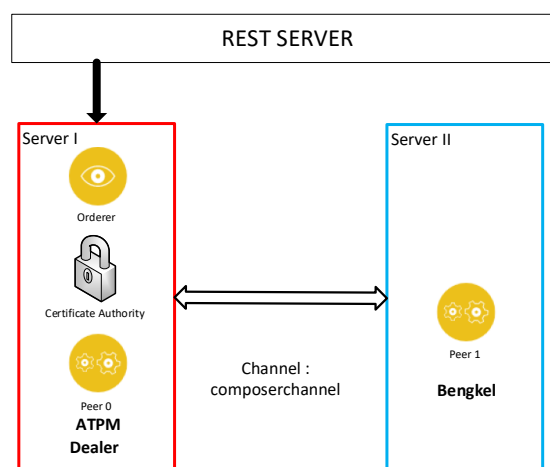 REST SERVER
Server I
Orderer
Certificate Authority
Peer 0
ATPM
Dealer
Channel :
composerchannel
Server II
Peer 1
Bengkel